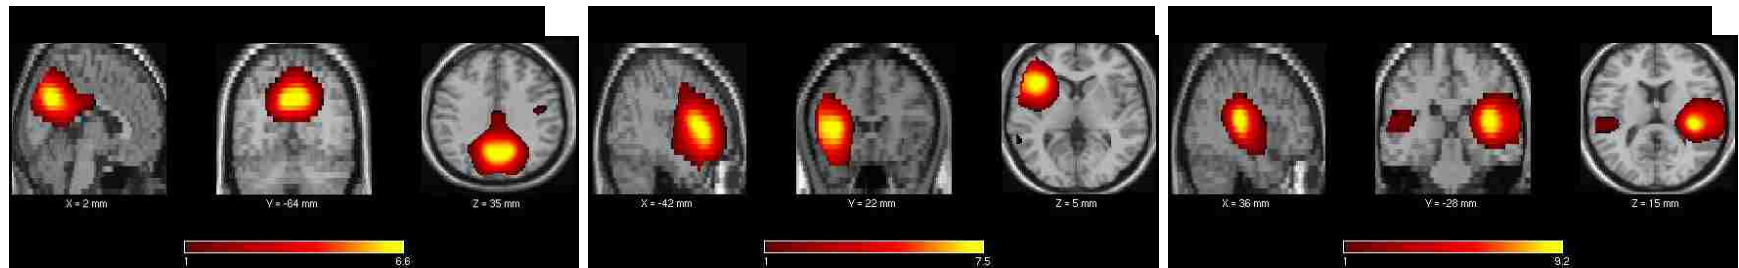 X = 2 mm Y = -64 mm Z = 35 mm
1 6.6
X = -42 mm Y = 22 mm Z = 5 mm
1 7.5
X = 36 mm Y = -28 mm Z = 15 mm
1 9.2